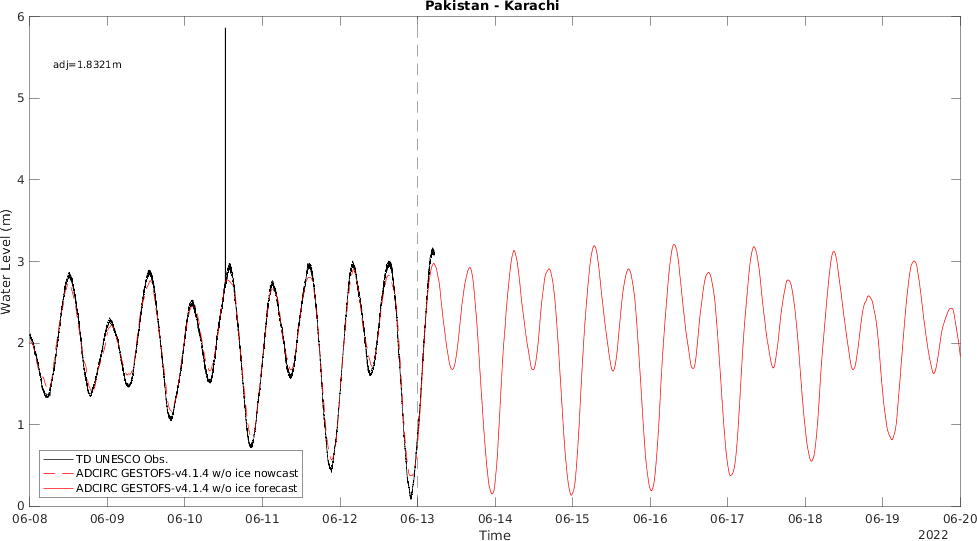 Pakistan - Karachi
adj=1.8321m
Water Level (m)
6
5
4
3
2
1
0
TD UNESCO Obs.
ADCIRC GESTOFS-v4.1.4 w/o ice nowcast
ADCIRC GESTOFS-v4.1.4 w/o ice forecast
06-08 06-09 06-10 06-11 06-12 06-13 06-14 06-15 06-16 06-17 06-18 06-19 06-20
Time
2022